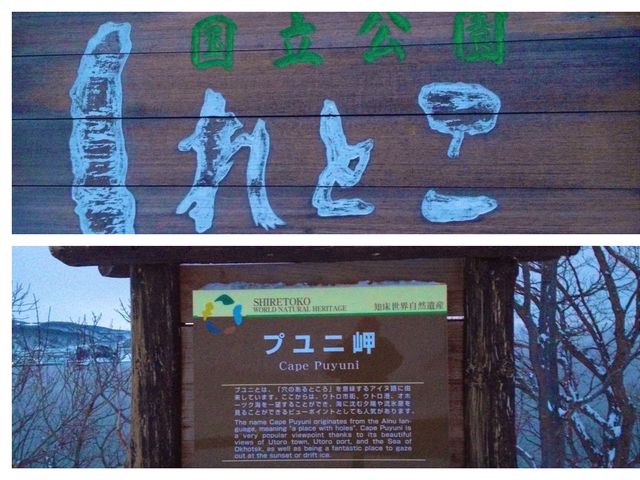 国立公園
しれとこ
SHIRETOKO
WORLD NATURAL HERITAGE
知床世界自然遺産
プユニ岬
Cape Puyuni
プユニとは、「穴のあるところ」を意味するアイヌ語に由
来しています。ここからは、ウトロ市街、ウトロ港、オホ
ーツク海を一望することができ、海に沈む夕陽や流氷原を
見ることができるビューポイントとしても人気があります。
The name Cape Puyuni originates from the Ainu lan-
guage, meaning "a place with holes". Cape Puyuni is
a very popular viewpoint thanks to its beautiful
views of Utoro town, Utoro port, and the Sea of
Okhotsk, as well as being a fantastic place to gaze
out at the sunset or drift ice.